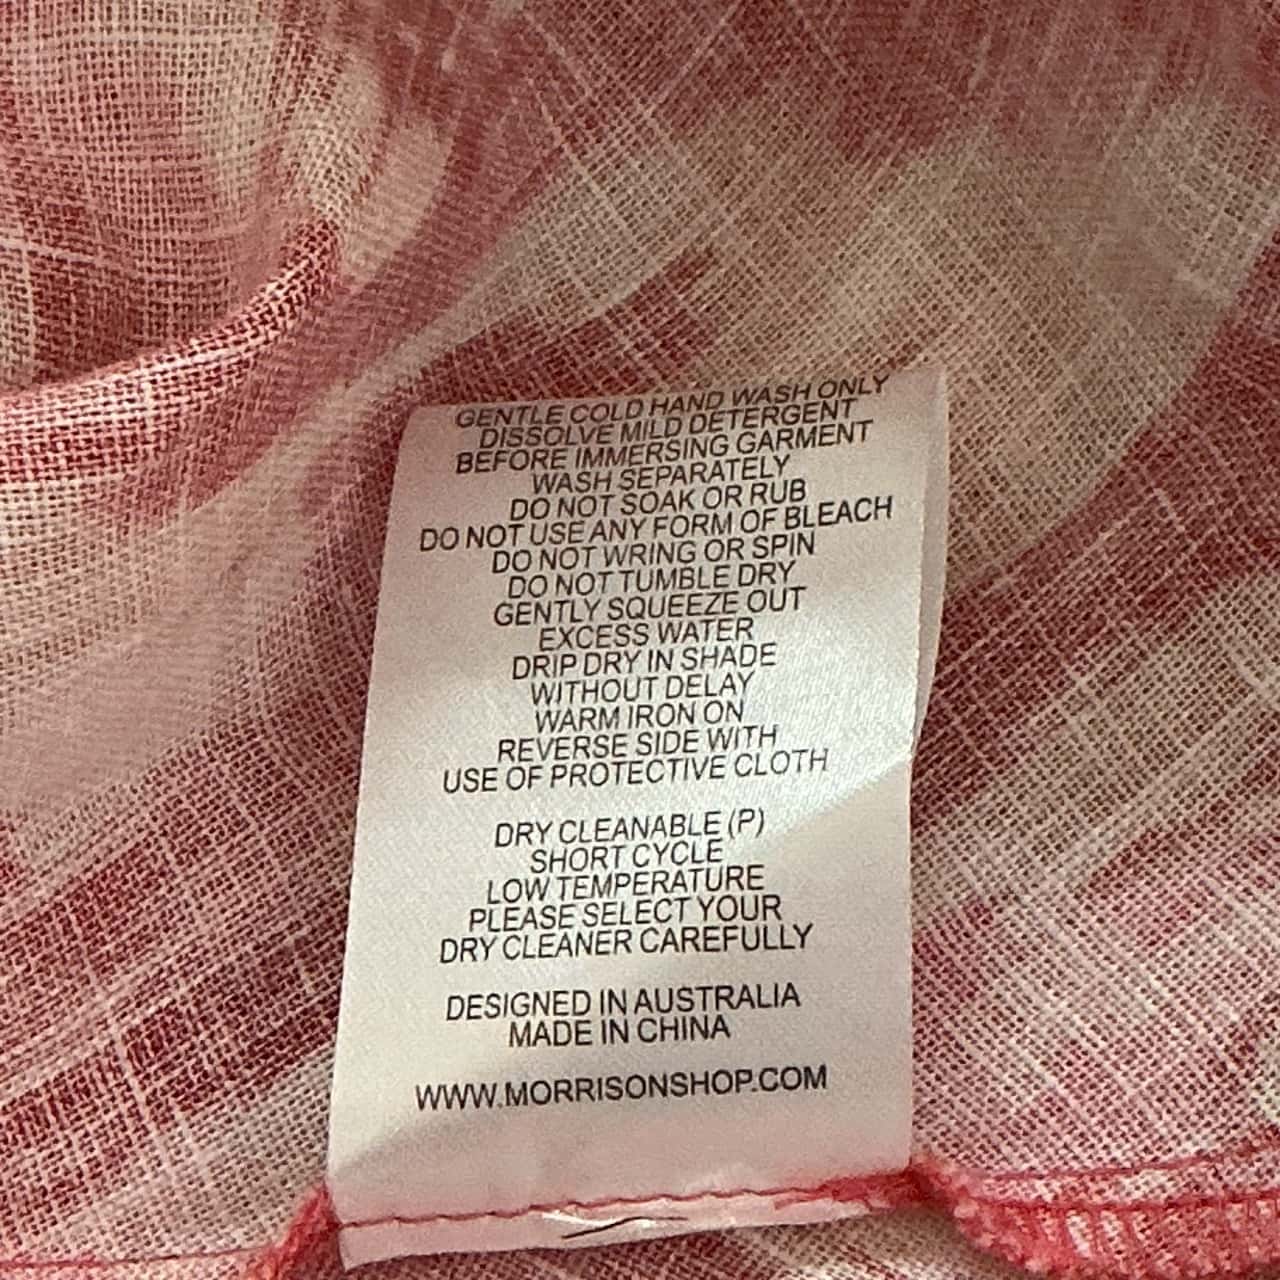 GENTLE COLD HAND WASH ONLY
DISSOLVE MILD DETERGENT
BEFORE IMMERSING GARMENT
WASH SEPARATELY
DO NOT SOAK OR RUB
DO NOT USE ANY FORM OF BLEACH
DO NOT WRING OR SPIN
DO NOT TUMBLE DRY
GENTLY SQUEEZE OUT
EXCESS WATER
DRIP DRY IN SHADE
WITHOUT DELAY
WARM IRON ON
REVERSE SIDE WITH
USE OF PROTECTIVE CLOTH
DRY CLEANABLE (P)
SHORT CYCLE
LOW TEMPERATURE
PLEASE SELECT YOUR
DRY CLEANER CAREFULLY
DESIGNED IN AUSTRALIA
MADE IN CHINA
WWW.MORRISONSHOP.COM